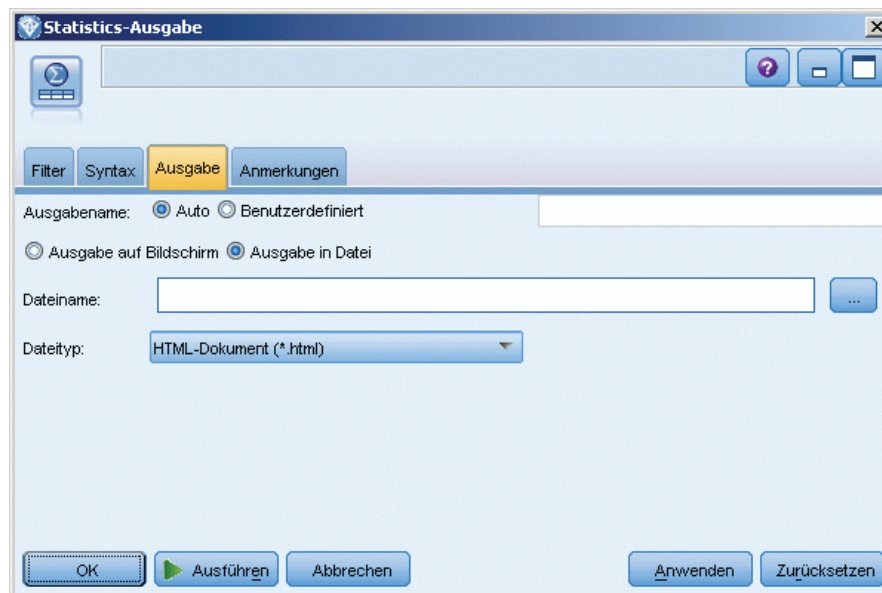 Statistics-Ausgabe
Filter Syntax Ausgabe Anmerkungen
Ausgabename: Auto Benutzerdefiniert
Ausgabe auf Bildschirm Ausgabe in Datei
Dateiname: ...
Dateityp: HTML-Dokument (*.html)
OK Ausführen Abbrechen Anwenden Zurücksetzen